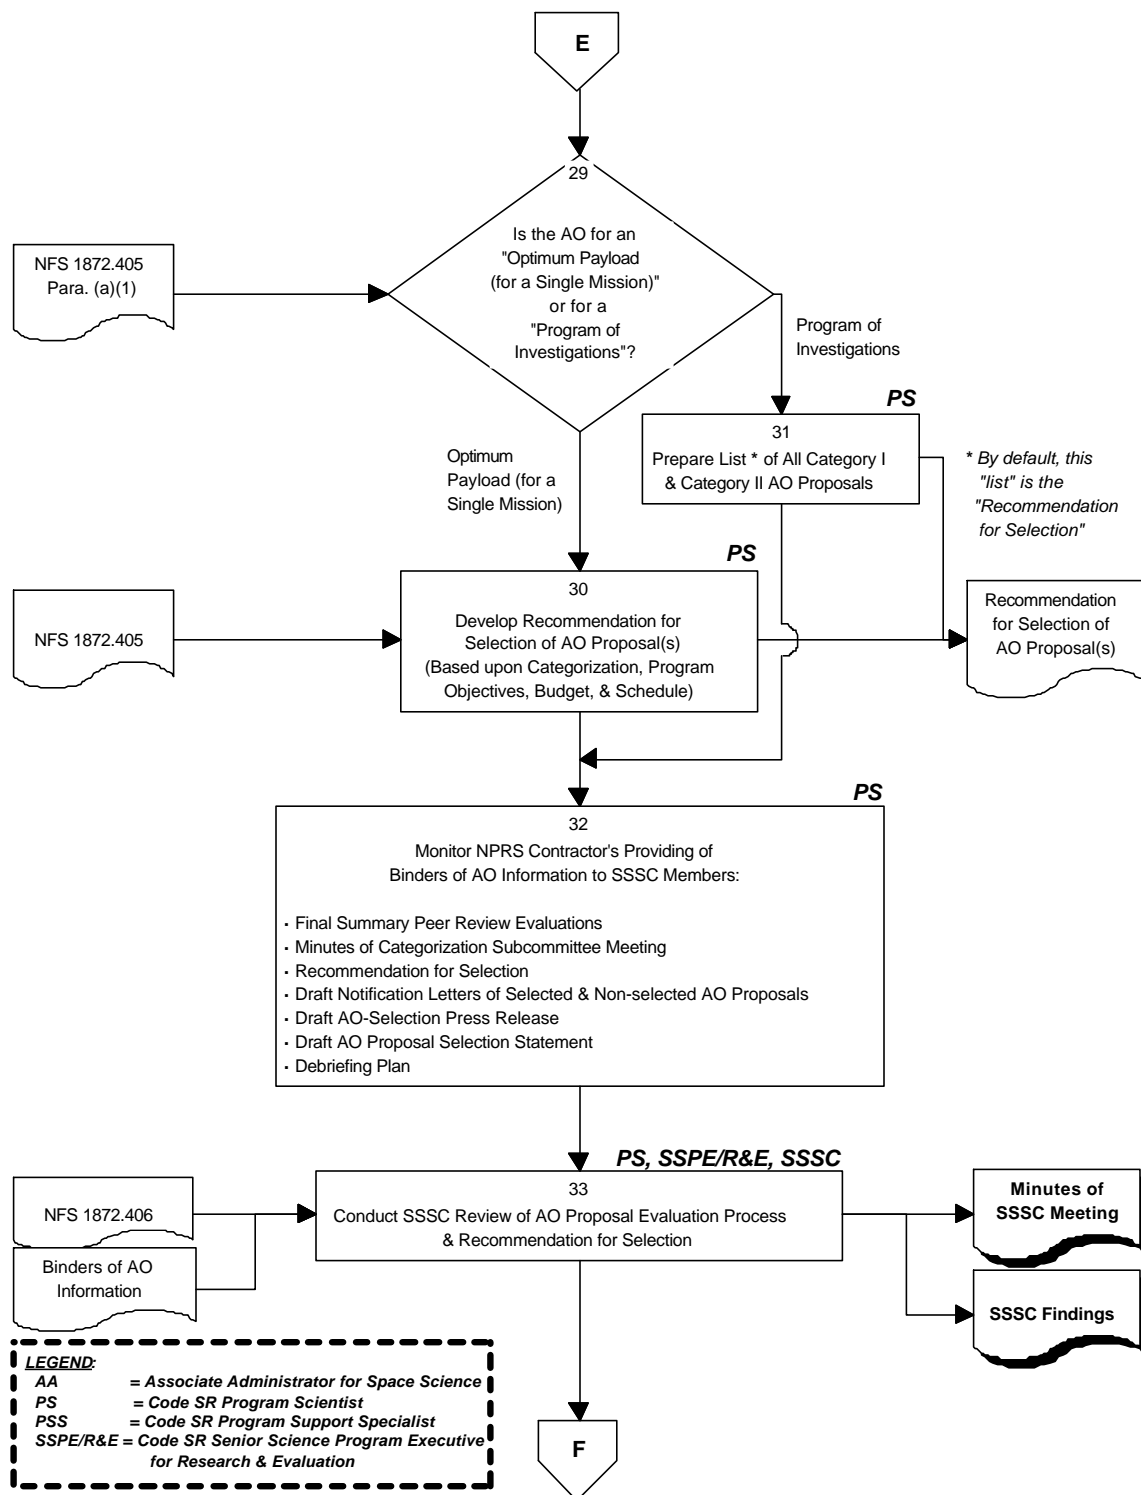 E
29
Is the AO for an
"Optimum Payload
(for a Single Mission)"
or for a
"Program of
Investigations"?
NFS 1872.405
Para. (a)(1)
Program of
Investigations
PS
31
Prepare List * of All Category I
& Category II AO Proposals
* By default, this
"list" is the
"Recommendation
for Selection"
Optimum
Payload (for a
Single Mission)
PS
30
Develop Recommendation for
Selection of AO Proposal(s)
(Based upon Categorization, Program
Objectives, Budget, & Schedule)
NFS 1872.405
Recommendation
for Selection of
AO Proposal(s)
PS
32
Monitor NPRS Contractor's Providing of
Binders of AO Information to SSSC Members:
· Final Summary Peer Review Evaluations
· Minutes of Categorization Subcommittee Meeting
· Recommendation for Selection
· Draft Notification Letters of Selected & Non-selected AO Proposals
· Draft AO-Selection Press Release
· Draft AO Proposal Selection Statement
· Debriefing Plan
PS, SSPE/R&E, SSSC
33
Conduct SSSC Review of AO Proposal Evaluation Process
& Recommendation for Selection
NFS 1872.406
Binders of AO
Information
Minutes of
SSSC Meeting
SSSC Findings
LEGEND:
AA = Associate Administrator for Space Science
PS = Code SR Program Scientist
PSS = Code SR Program Support Specialist
SSPE/R&E = Code SR Senior Science Program Executive
for Research & Evaluation
F